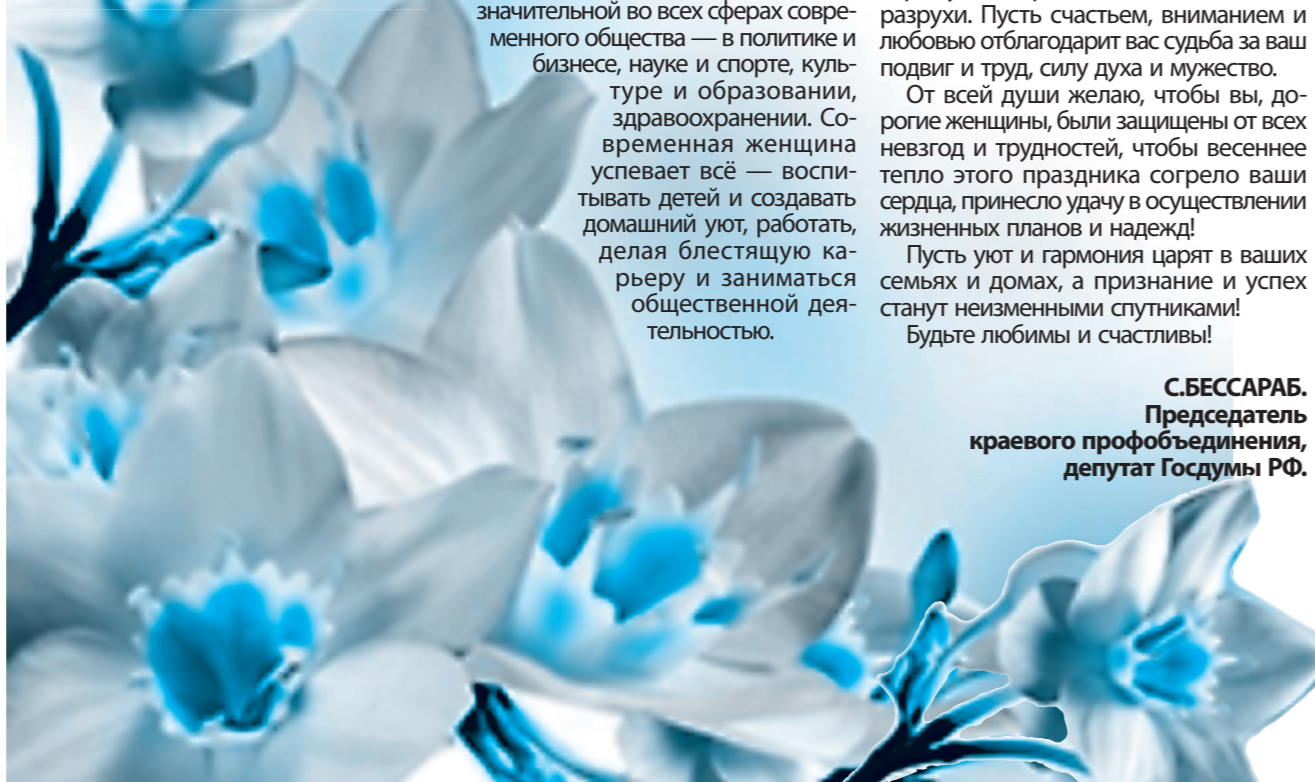 значительной во всех сферах совре-
менного общества — в политике и
бизнесе, науке и спорте, куль-
туре и образовании,
здравоохранении. Со-
временная женщина
успевает всё — воспи-
тывать детей и создавать
домашний уют, работать,
делая блестящую ка-
рьеру и заниматься
общественной дея-
тельностью.
разрухи. Пусть счастьем, вниманием и
любовью отблагодарит вас судьба за ваш
подвиг и труд, силу духа и мужество.
От всей души желаю, чтобы вы, до-
рогие женщины, были защищены от всех
невзгод и трудностей, чтобы весеннее
тепло этого праздника согрело ваши
сердца, принесло удачу в осуществлении
жизненных планов и надежд!
Пусть уют и гармония царят в ваших
семьях и домах, а признание и успех
станут неизменными спутниками!
Будьте любимы и счастливы!
С.БЕССАРАБ.
Председатель
краевого профобъединения,
депутат Госдумы РФ.